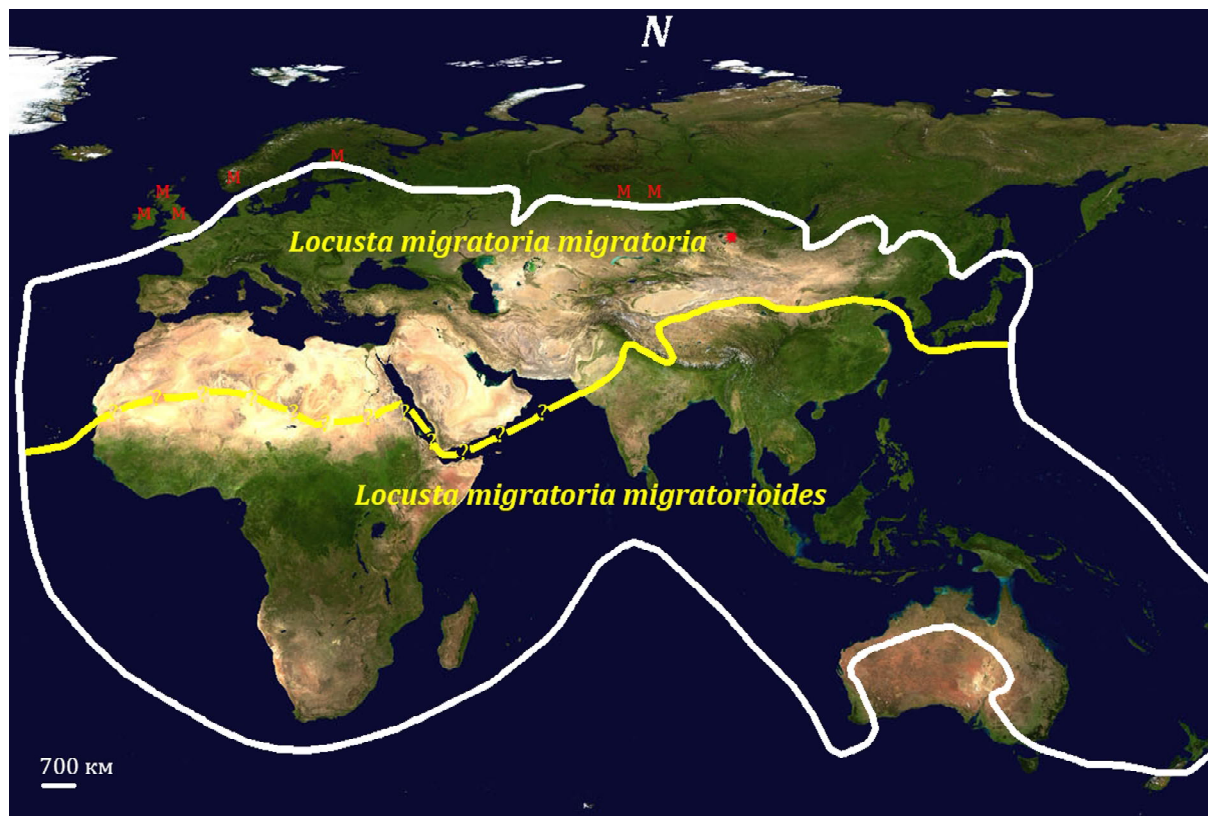 N
M
M
M
M
M
M
M
Locusta migratoria migratoria
? ? ? ? ? ? ? ? ? ? ? ?
Locusta migratoria migratorioides
700 км